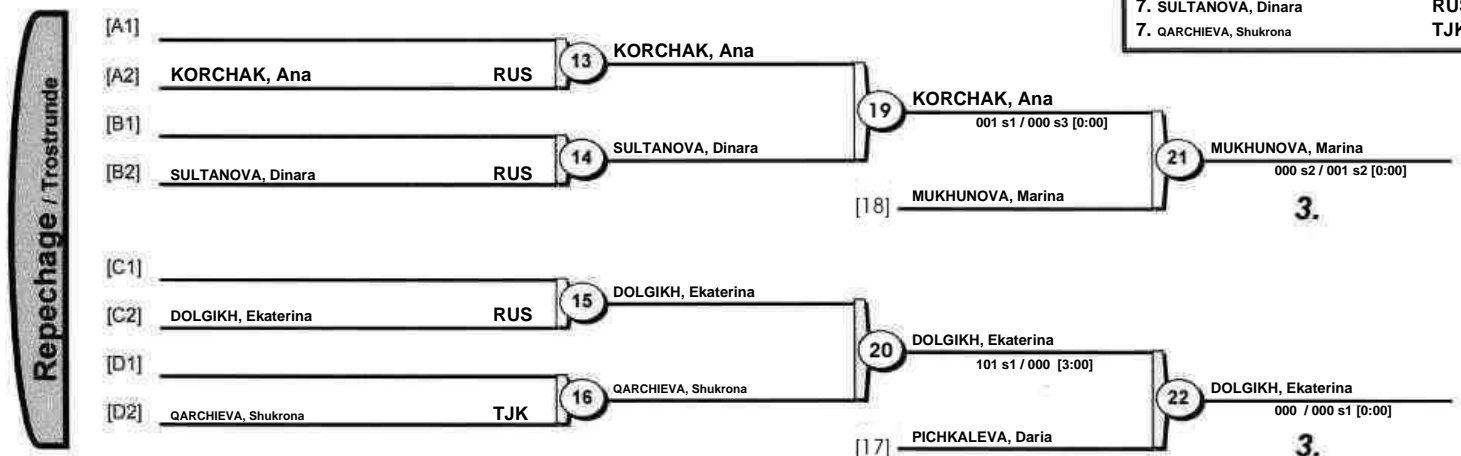 7. SULTANOVA, Dinara RUS
7. QARCHIEVA, Shukrona TJK
Repechage / Trostrunde
[A1]
[A2] KORCHAK, Ana RUS
13 KORCHAK, Ana
[B1]
[B2] SULTANOVA, Dinara RUS
14 SULTANOVA, Dinara
19 KORCHAK, Ana
001 s1 / 000 s3 [0:00]
[18] MUKHUNOVA, Marina
21 MUKHUNOVA, Marina
000 s2 / 001 s2 [0:00]
3.
[C1]
[C2] DOLGIKH, Ekaterina RUS
15 DOLGIKH, Ekaterina
[D1]
[D2] QARCHIEVA, Shukrona TJK
16 QARCHIEVA, Shukrona
20 DOLGIKH, Ekaterina
101 s1 / 000 [3:00]
[17] PICHKALEVA, Daria
22 DOLGIKH, Ekaterina
000 / 000 s1 [0:00]
3.